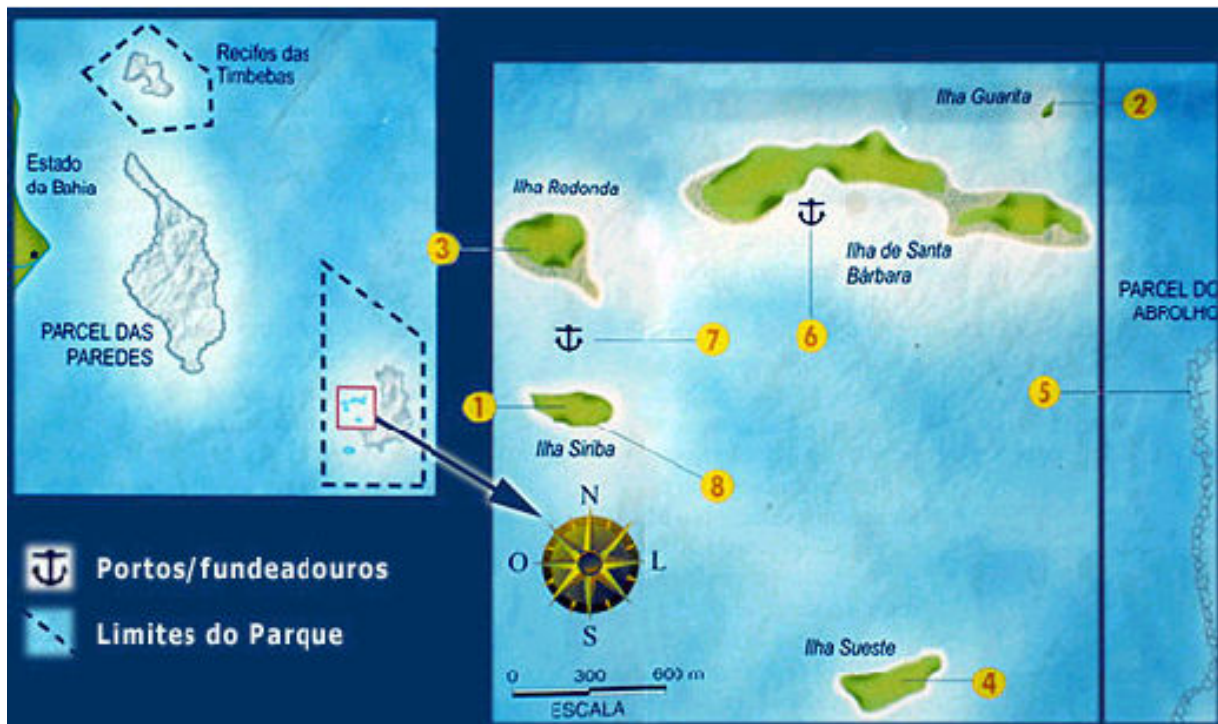 Recifes das
Timbebas
Estado
da Bahia
PARCEL DAS
PAREDES
Portos/fundeadouros
Limites do Parque
Ilha Guarita
2
Ilha Redonda
3
Ilha de Santa
Bárbara
6
7
PARCEL DO
ABROLHO
5
1
Ilha Siriba
8
N
O
L
S
0 300 600 m
ESCALA
Ilha Sueste
4